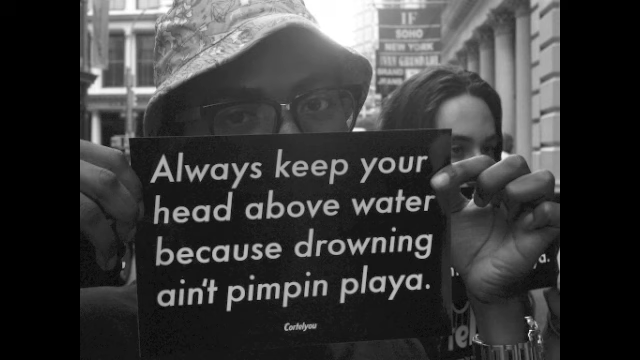 IF
SOHO
NEW YORK
Always keep your
head above water
because drowning
ain't pimpin playa.
Cortelyou